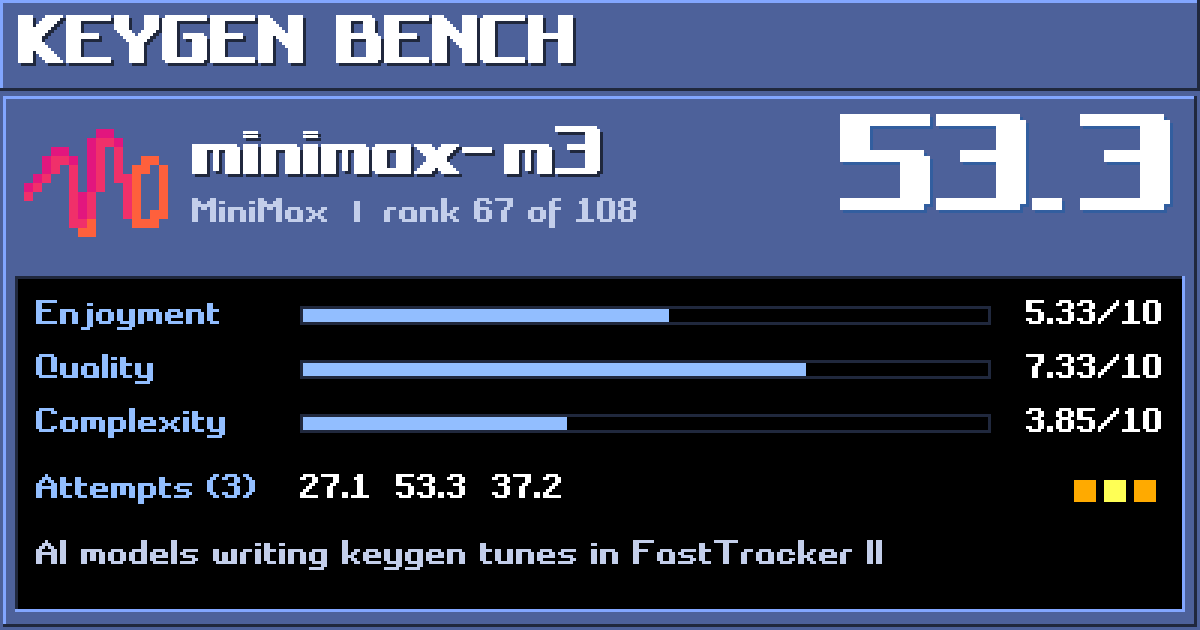 KEYGEN BENCH
minimax-m3
53.3
MiniMax | rank 67 of 108
Enjoyment 5.33/10
Quality 7.33/10
Complexity 3.85/10
Attempts (3) 27.1 53.3 37.2
AI models writing keygen tunes in FastTracker II